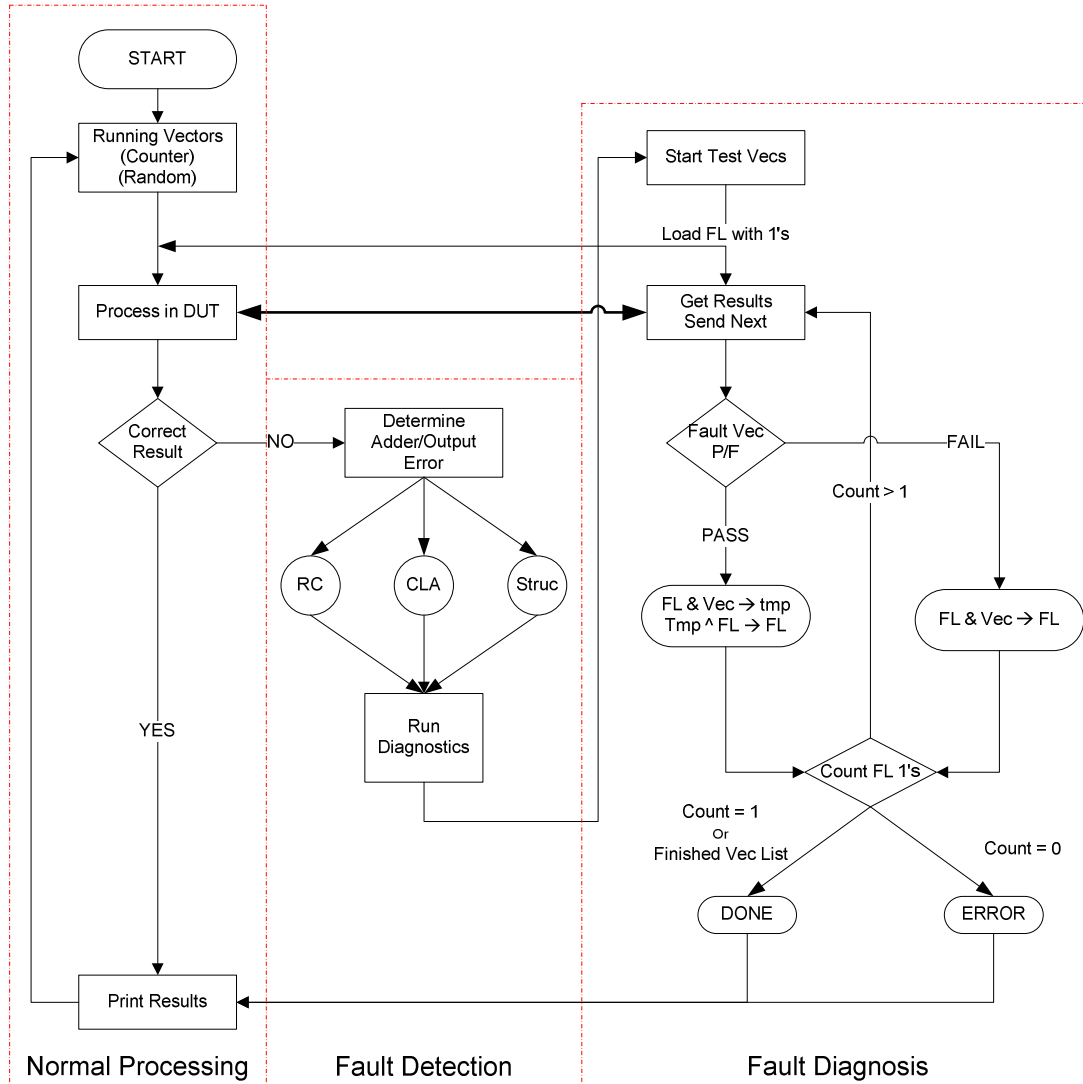 START
Running Vectors
(Counter)
(Random)
Process in DUT
Correct
Result
NO
YES
Print Results
Normal Processing
Determine
Adder/Output
Error
RC
CLA
Struc
Run
Diagnostics
Fault Detection
Start Test Vecs
Load FL with 1's
Get Results
Send Next
Fault Vec
P/F
FAIL
Count > 1
PASS
FL & Vec → tmp
Tmp ^ FL → FL
FL & Vec → FL
Count FL 1's
Count = 1
Or
Finished Vec List
Count = 0
DONE
ERROR
Fault Diagnosis